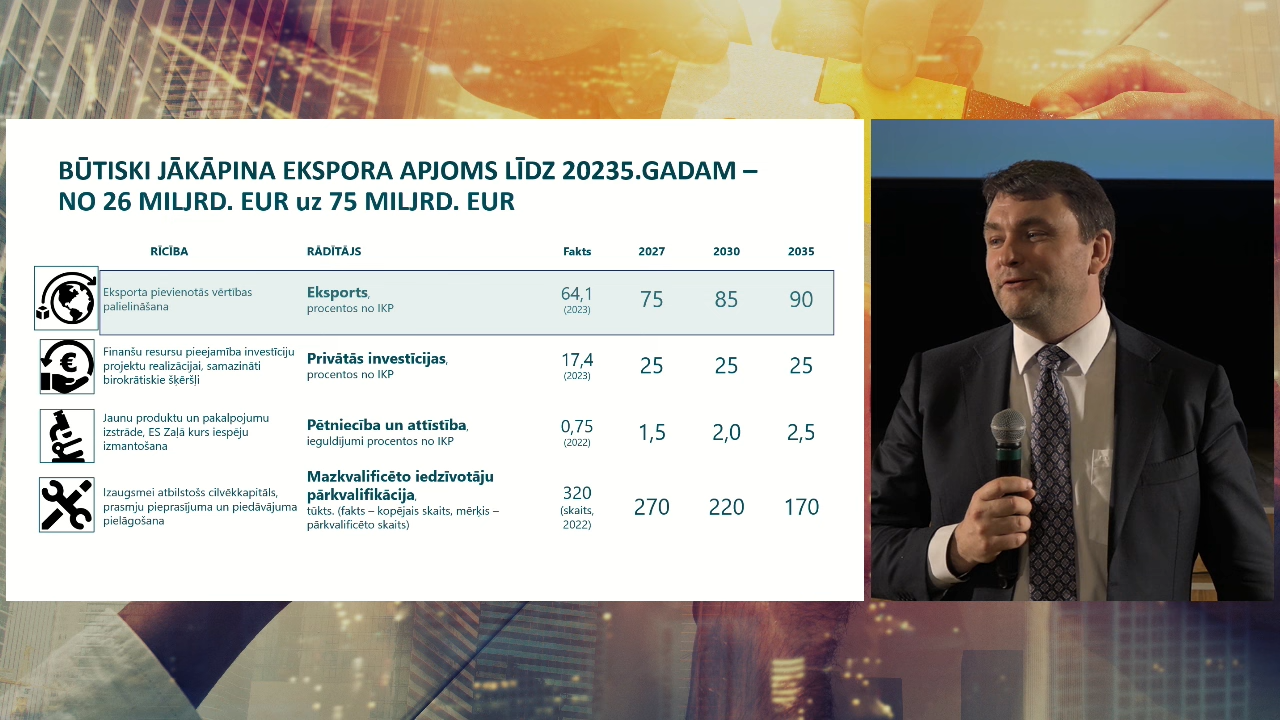 BŪTISKI JĀKĀPINA EKSPORA APJOMS LĪDZ 20235.GADAM –
NO 26 MILJRD. EUR uz 75 MILJRD. EUR
RĪCĪBA RĀDĪTĀJS Fakts 2027 2030 2035
Eksporta pievienotās vērtības
palielināšana
Eksports,
procentos no IKP
64,1
(2023)
75 85 90
Finanšu resursu pieejamība investīciju
projektu realizācijai, samazināti
birokrātiskie šķēršļi
Privātās investīcijas,
procentos no IKP
17,4
(2023)
25 25 25
Jaunu produktu un pakalpojumu
izstrāde, ES Zaļā kurs iespēju
izmantošana
Pētniecība un attīstība,
ieguldījumi procentos no IKP
0,75
(2022)
1,5 2,0 2,5
Izaugsmei atbilstošs cilvēkkapitāls,
prasmju pieprasījuma un piedāvājuma
pielāgošana
Mazkvalificēto iedzīvotāju
pārkvalifikācija,
tūkts. (fakts – kopējais skaits, mērķis –
pārkvalificēto skaits)
320
(skaits,
2022)
270 220 170